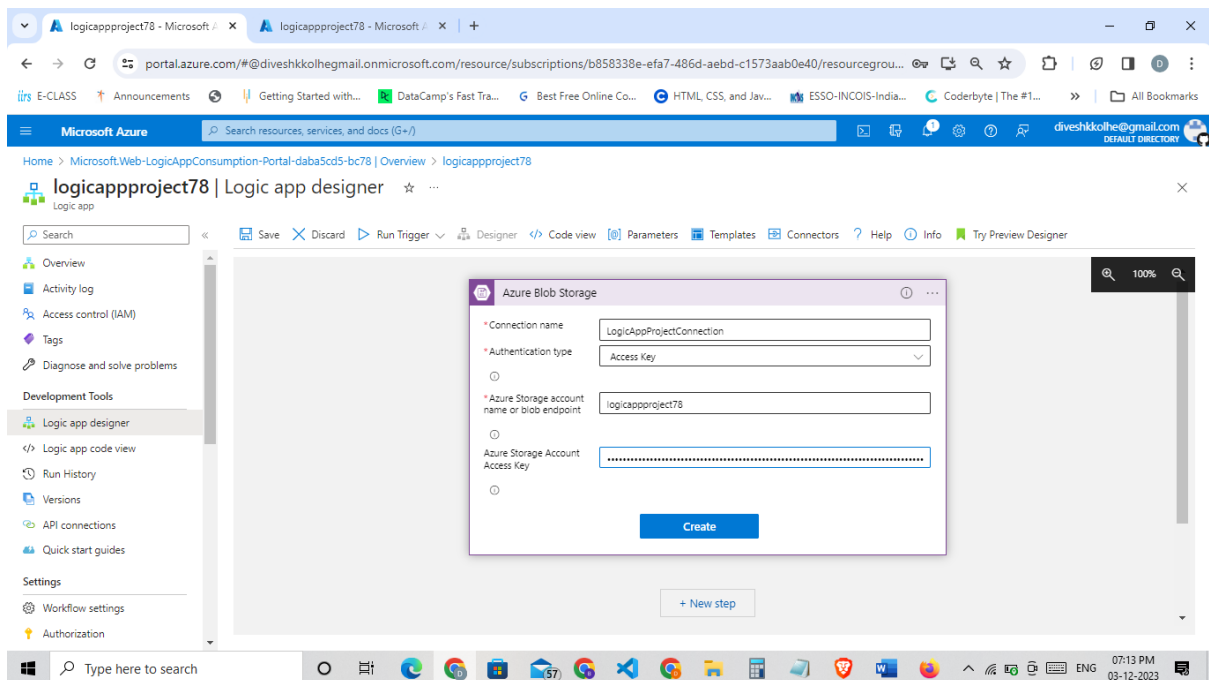 logicappproject78 - Microsoft A
logicappproject78 - Microsoft A
portal.azure.com/#@diveshkkolhegmail.onmicrosoft.com/resource/subscriptions/b858338e-efa7-486d-aebd-c1573aab0e40/resourcegrou...
iirs E-CLASS
Announcements
Getting Started with...
DataCamp's Fast Tra...
Best Free Online Co...
HTML, CSS, and Jav...
ESSO-INCOIS-India...
Coderbyte | The #1...
»
All Bookmarks
Microsoft Azure
Search resources, services, and docs (G+/)
1
diveshkkolhe@gmail.com
DEFAULT DIRECTORY
Home > Microsoft.Web-LogicAppConsumption-Portal-daba5cd5-bc78 | Overview > logicappproject78
logicappproject78 | Logic app designer
Logic app
Search
Save
Discard
Run Trigger
Designer
Code view
Parameters
Templates
Connectors
Help
Info
Try Preview Designer
Overview
Activity log
Access control (IAM)
Tags
Diagnose and solve problems
Development Tools
Logic app designer
Logic app code view
Run History
Versions
API connections
Quick start guides
Settings
Workflow settings
Authorization
100%
Azure Blob Storage
*Connection name
LogicAppProjectConnection
*Authentication type
Access Key
*Azure Storage account
name or blob endpoint
logicappproject78
Azure Storage Account
Access Key
Create
+ New step
Type here to search
57
ENG
07:13 PM
03-12-2023